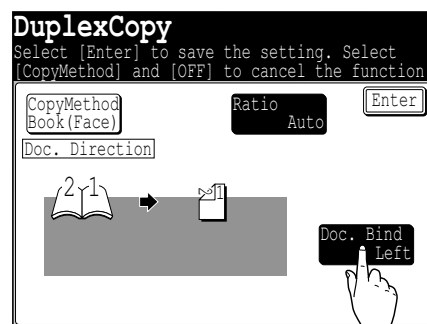 DuplexCopy
Select [Enter] to save the setting. Select
[CopyMethod] and [OFF] to cancel the function
CopyMethod
Book(Face)
Ratio
Auto
Enter
Doc. Direction
2 1
1
Doc. Bind
Left